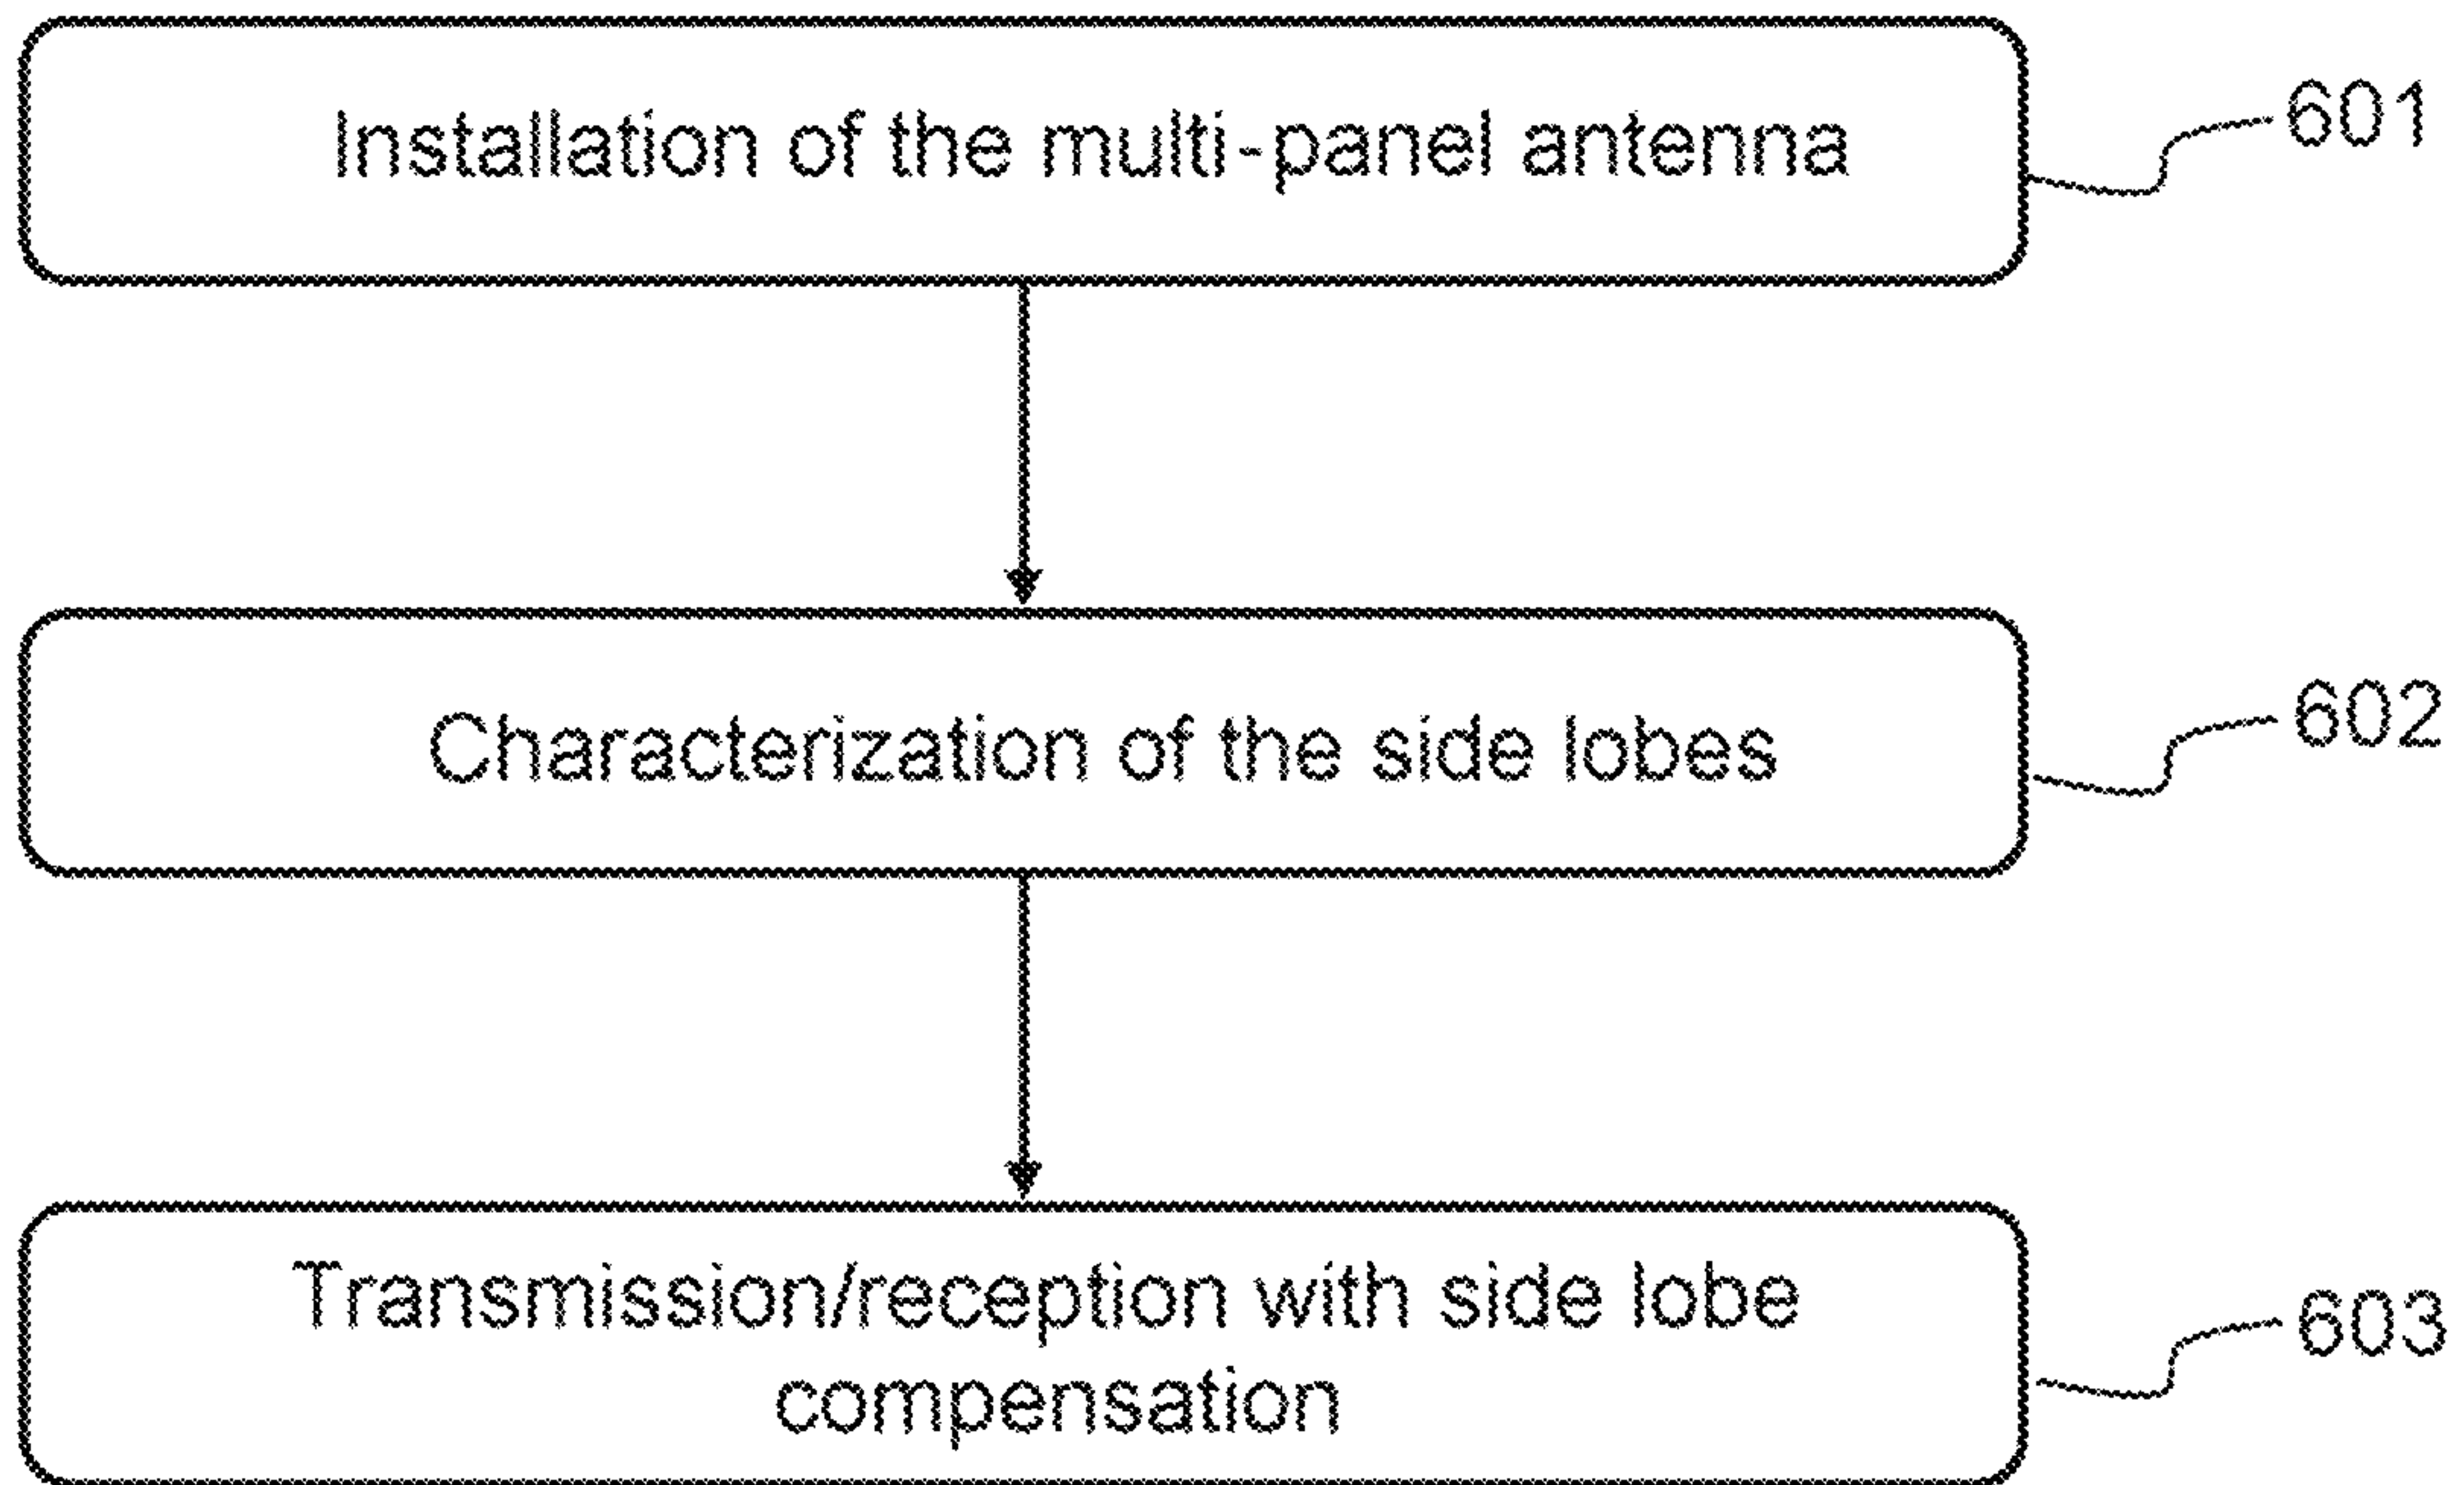 Installation of the multi-panel antenna
601
Characterization of the side lobes
602
Transmission/reception with side lobe
compensation
603